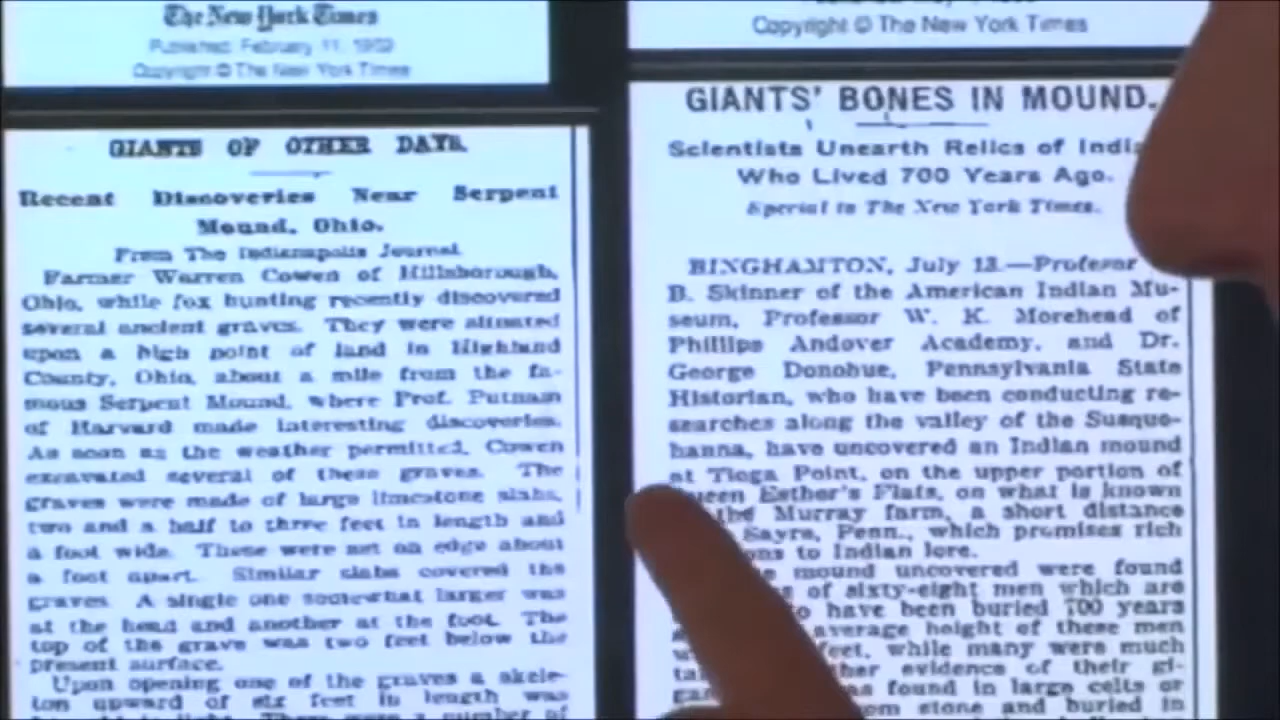 The New York Times
Published: February 11, 1902
Copyright © The New York Times
GIANTS OF OTHER DAYS.
Recent Discoveries Near Serpent
Mound, Ohio.
From The Indianapolis Journal.
Farmer Warren Cowen of Hillsborough,
Ohio, while fox hunting recently discovered
several ancient graves. They were situated
upon a high point of land in Highland
County, Ohio, about a mile from the fa-
mous Serpent Mound, where Prof. Putnam
of Harvard made interesting discoveries.
As soon as the weather permitted, Cowen
excavated several of these graves. The
graves were made of large limestone slabs,
two and a half to three feet in length and
a foot wide. These were set on edge about
a foot apart. Similar slabs covered the
graves. A single one somewhat larger was
at the head and another at the foot. The
top of the grave was two feet below the
present surface.
Upon opening one of the graves a skele-
ton upward of six feet in length was
There were a number of
Copyright © The New York Times
GIANTS' BONES IN MOUND.
Scientists Unearth Relics of
Who Lived 700 Years Ago.
Special to The New York Times.
BINGHAMTON, July 13.—Professor
B. Skinner of the American Indian Mu-
seum, Professor W. K. Morehead of
Phillips Andover Academy, and Dr.
George Donohue, Pennsylvania State
Historian, who have been conducting re-
searches along the valley of the Susque-
hanna, have uncovered an Indian mound
at Tioga Point, on the upper portion of
Esther's Flats, on what is known
the Murray farm, a short distance
Sayre, Penn., which promises rich
to Indian lore.
mound uncovered were found
of sixty-eight men which are
to have been buried 700 years
average height of these men
feet, while many were much
evidence of their gi-
found in large celts or
from stone and buried in